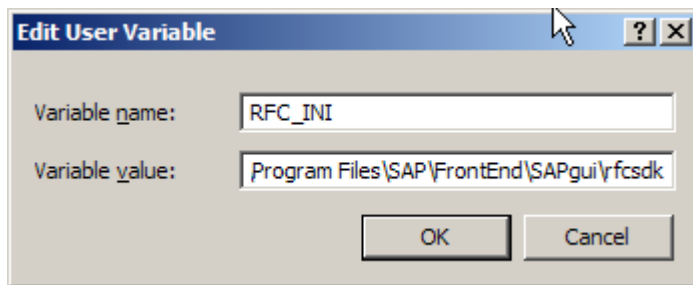 Edit User Variable
? X
Variable name: RFC_INI
Variable value: Program Files\SAP\FrontEnd\SAPgui\rfcsdk
OK Cancel